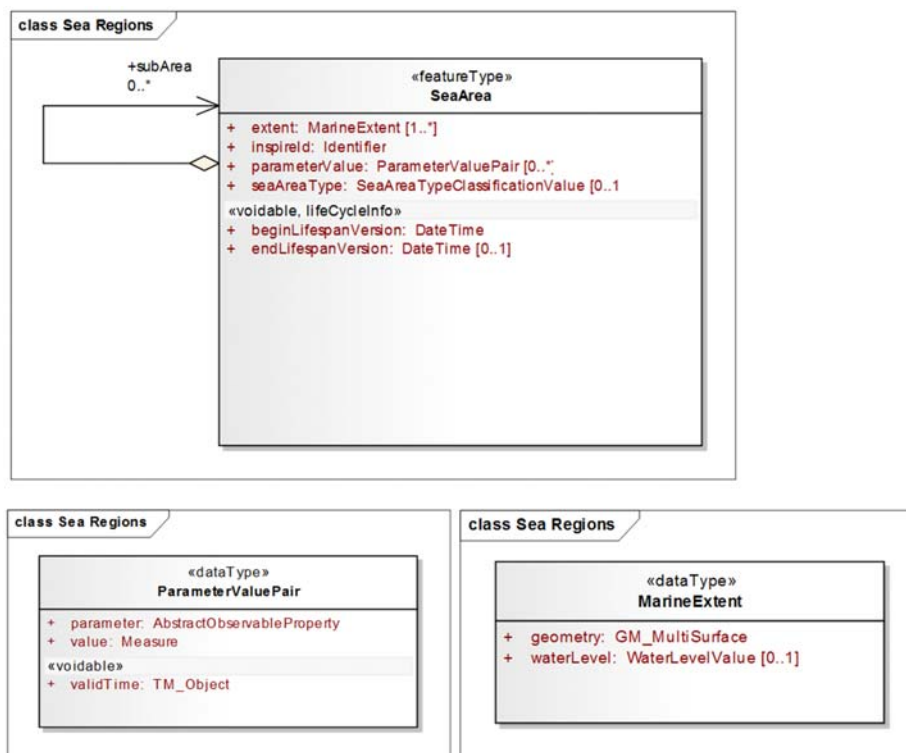 class Sea Regions
+subArea
0..*
«featureType»
SeaArea
+ extent: MarineExtent [1..*]
+ inspireId: Identifier
+ parameterValue: ParameterValuePair [0..*]
+ seaAreaType: SeaAreaTypeClassificationValue [0..1
«voidable, lifeCycleInfo»
+ beginLifespanVersion: DateTime
+ endLifespanVersion: DateTime [0..1]
class Sea Regions
«dataType»
ParameterValuePair
+ parameter: AbstractObservableProperty
+ value: Measure
«voidable»
+ validTime: TM_Object
class Sea Regions
«dataType»
MarineExtent
+ geometry: GM_MultiSurface
+ waterLevel: WaterLevelValue [0..1]